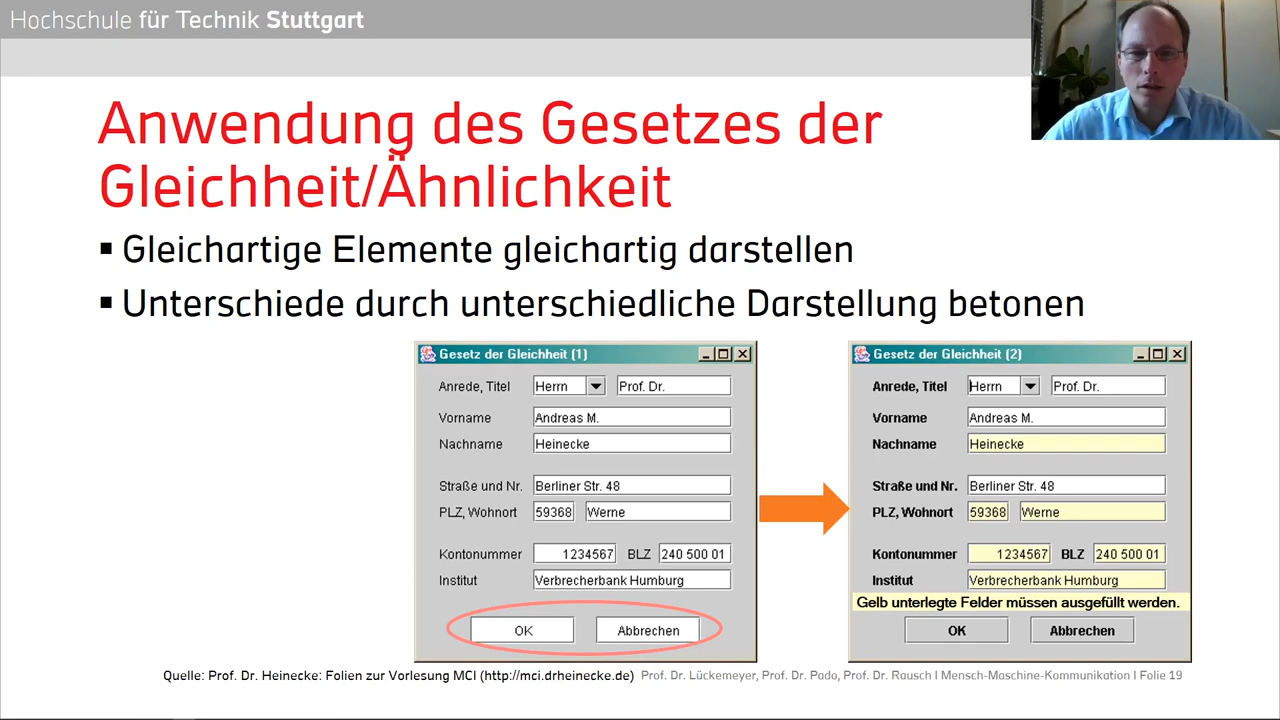 Hochschule für Technik Stuttgart
Anwendung des Gesetzes der
Gleichheit/Ähnlichkeit
▪ Gleichartige Elemente gleichartig darstellen
▪ Unterschiede durch unterschiedliche Darstellung betonen
Gesetz der Gleichheit (1)
Anrede, Titel Herrn Prof. Dr.
Vorname Andreas M.
Nachname Heinecke
Straße und Nr. Berliner Str. 48
PLZ, Wohnort 59368 Werne
Kontonummer 1234567 BLZ 240 500 01
Institut Verbrecherbank Humburg
OK Abbrechen
Gesetz der Gleichheit (2)
Anrede, Titel Herrn Prof. Dr.
Vorname Andreas M.
Nachname Heinecke
Straße und Nr. Berliner Str. 48
PLZ, Wohnort 59368 Werne
Kontonummer 1234567 BLZ 240 500 01
Institut Verbrecherbank Humburg
Gelb unterlegte Felder müssen ausgefüllt werden.
OK Abbrechen
Quelle: Prof. Dr. Heinecke: Folien zur Vorlesung MCI (http://mci.drheinecke.de) Prof. Dr. Lückemeyer, Prof. Dr. Pado, Prof. Dr. Rausch I Mensch-Maschine-Kommunikation I Folie 19